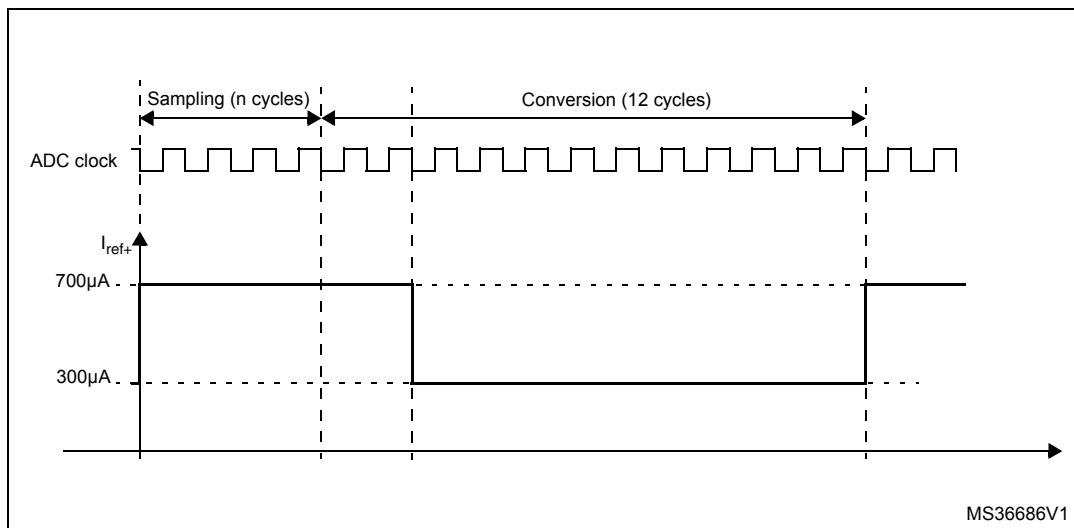 Sampling (n cycles)
Conversion (12 cycles)
ADC clock
Iref+
700µA
300µA
MS36686V1